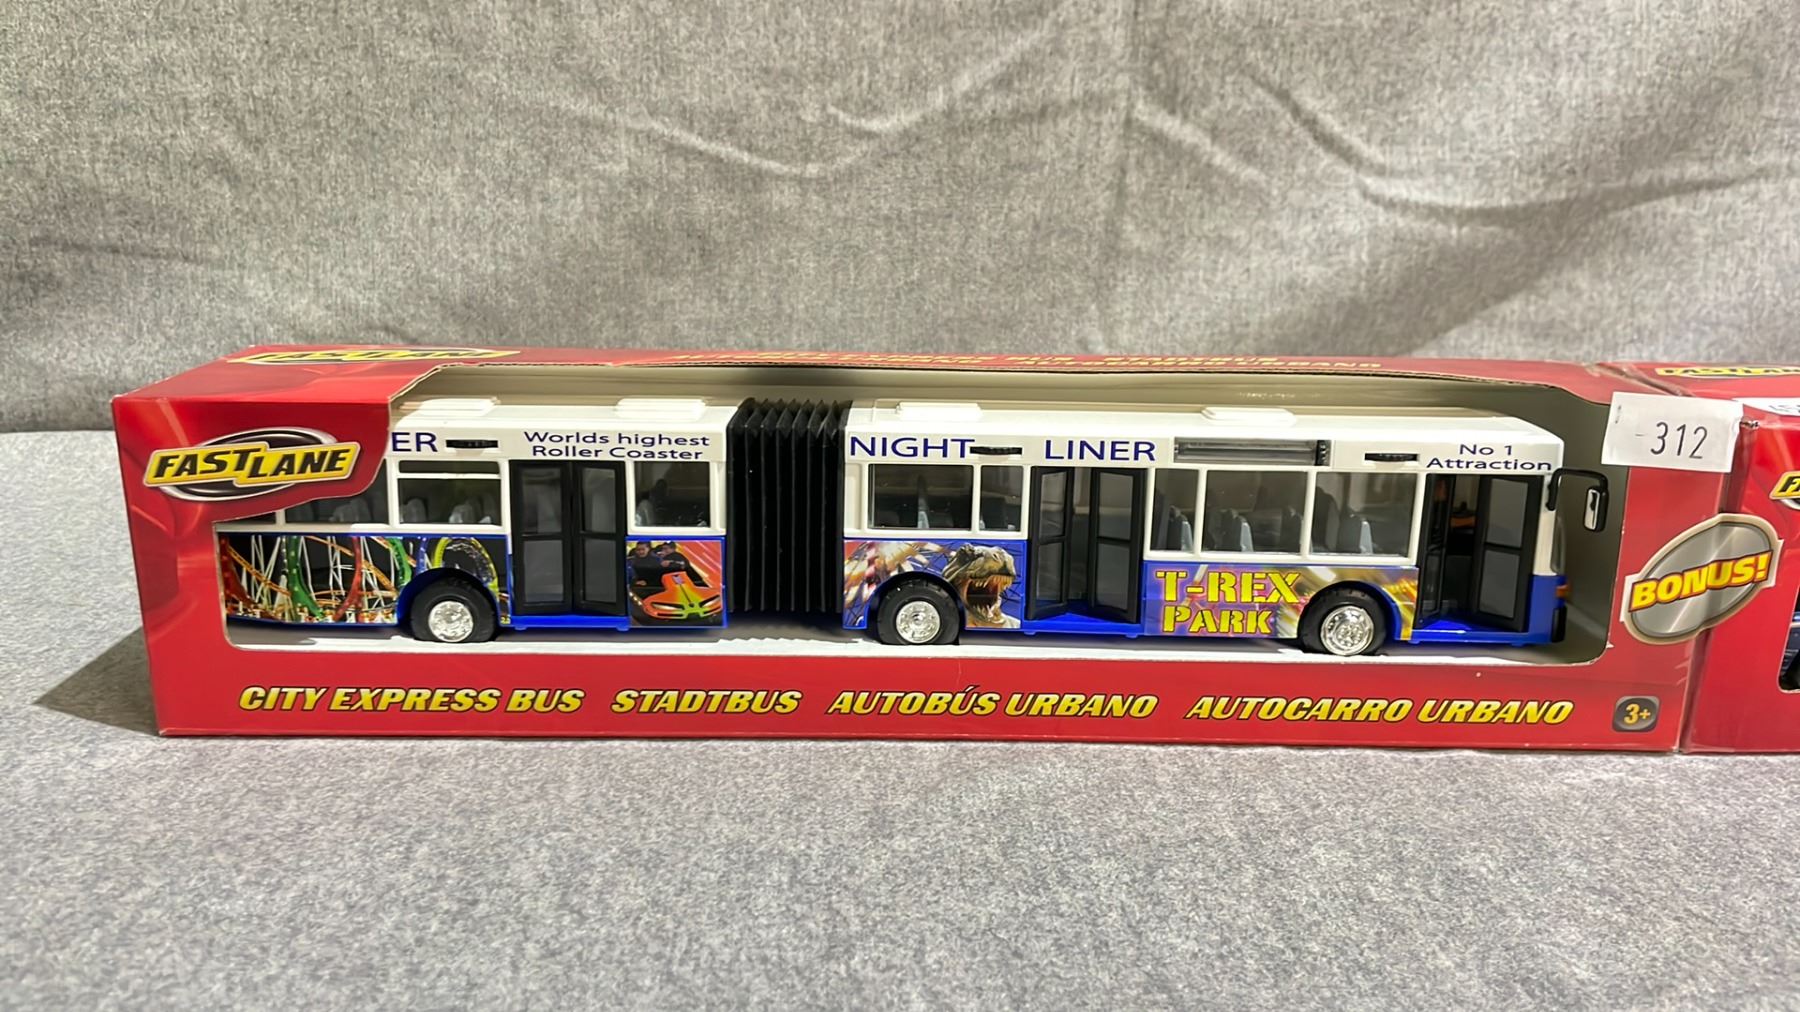 FAST LANE
ER
Worlds highest
Roller Coaster
NIGHT LINER
No 1
Attraction
-312
T-REX
PARK
BONUS!
CITY EXPRESS BUS STADTBUS AUTOBÚS URBANO AUTOCARRO URBANO
3+